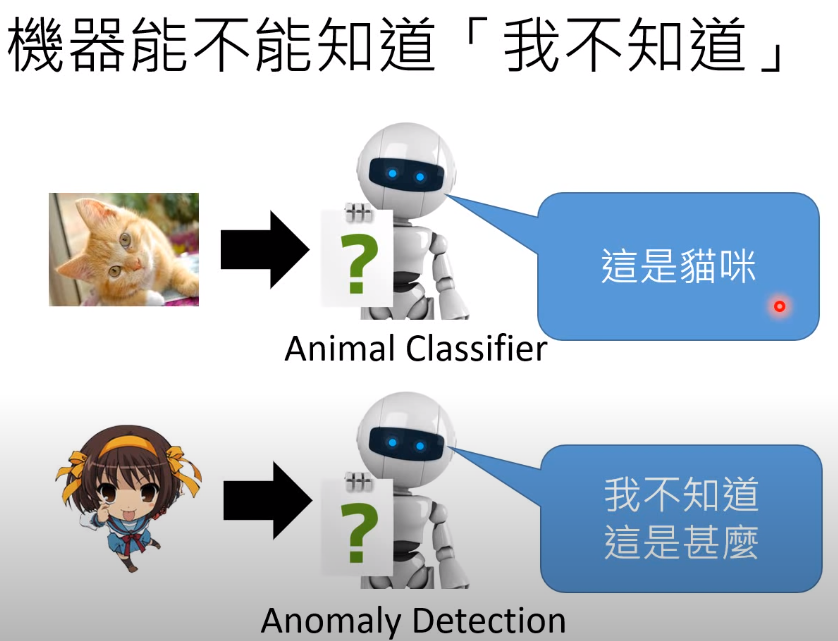 機器能不能知道「我不知道」
?
這是貓咪
Animal Classifier
?
我不知道
這是甚麼
Anomaly Detection